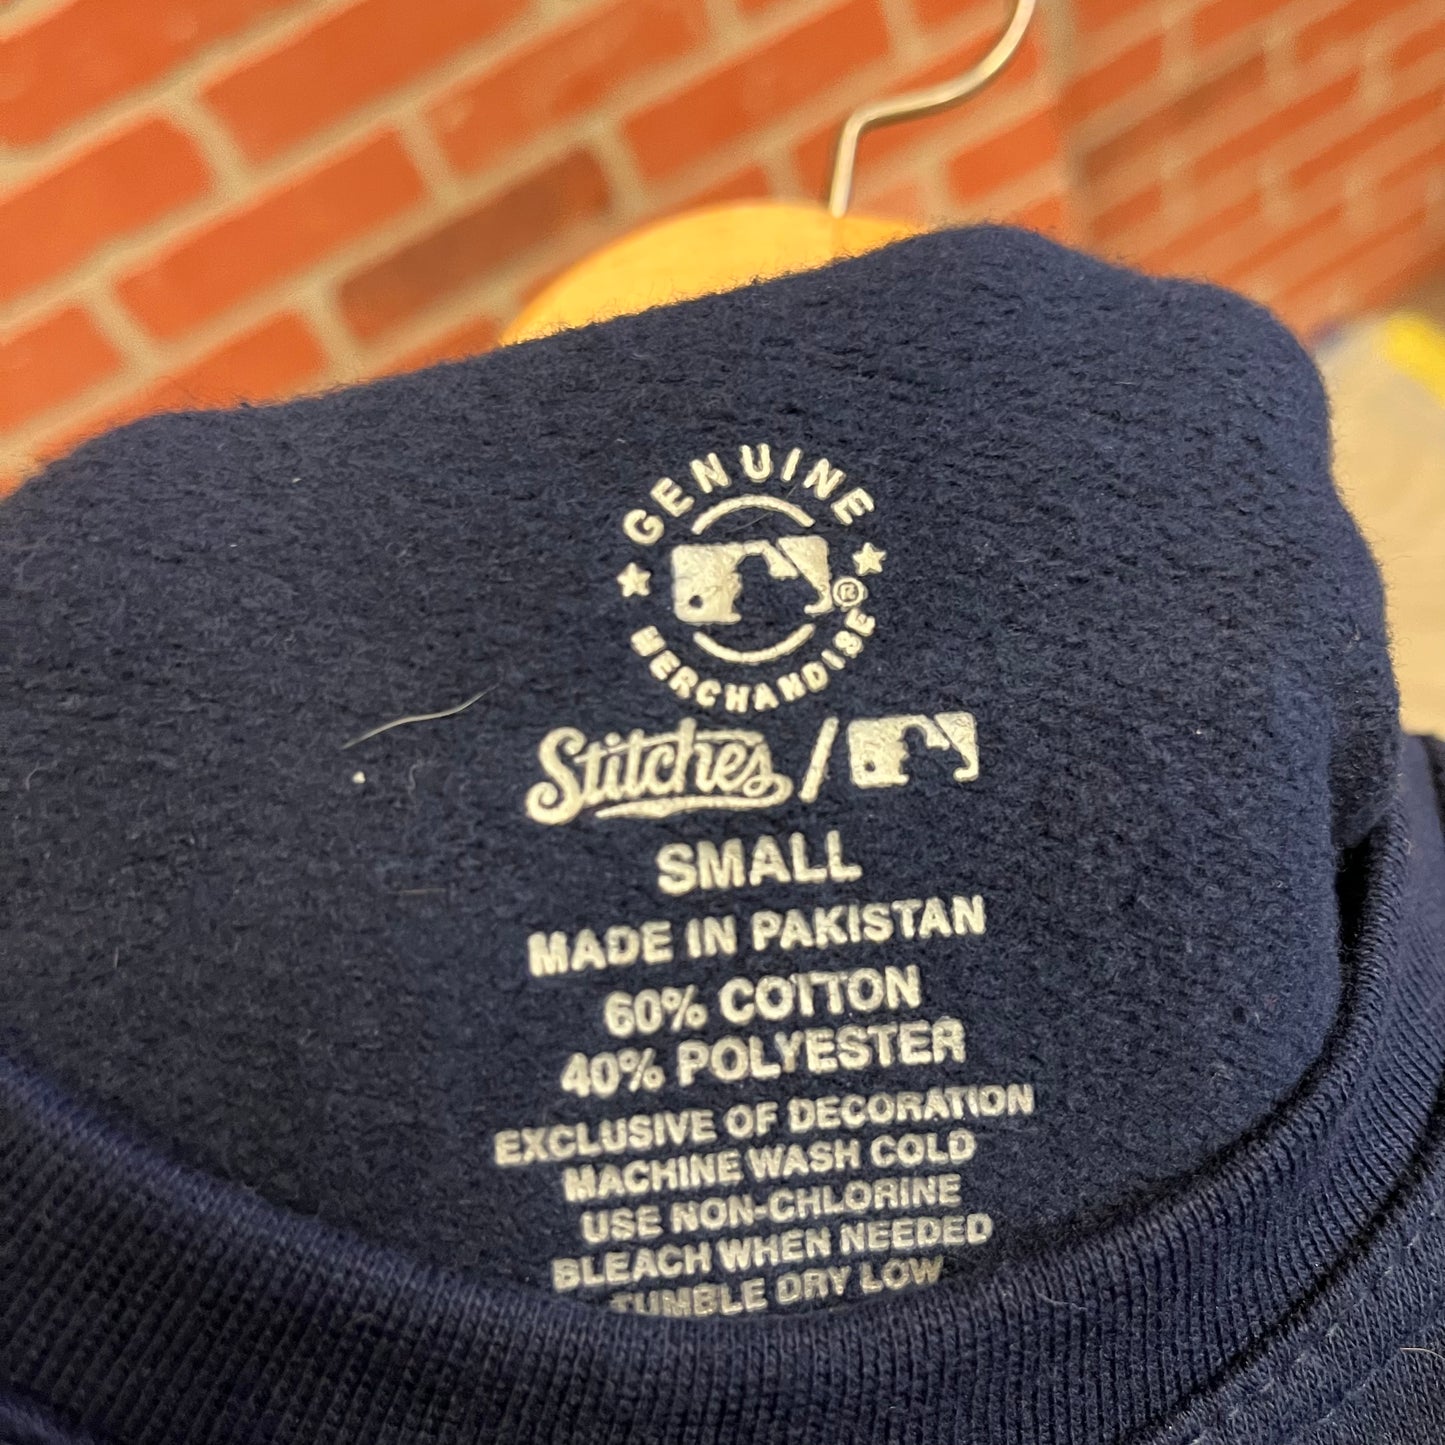 GENUINE
MERCHANDISE
®
Stitches /
SMALL
MADE IN PAKISTAN
60% COTTON
40% POLYESTER
EXCLUSIVE OF DECORATION
MACHINE WASH COLD
USE NON-CHLORINE
BLEACH WHEN NEEDED
TUMBLE DRY LOW